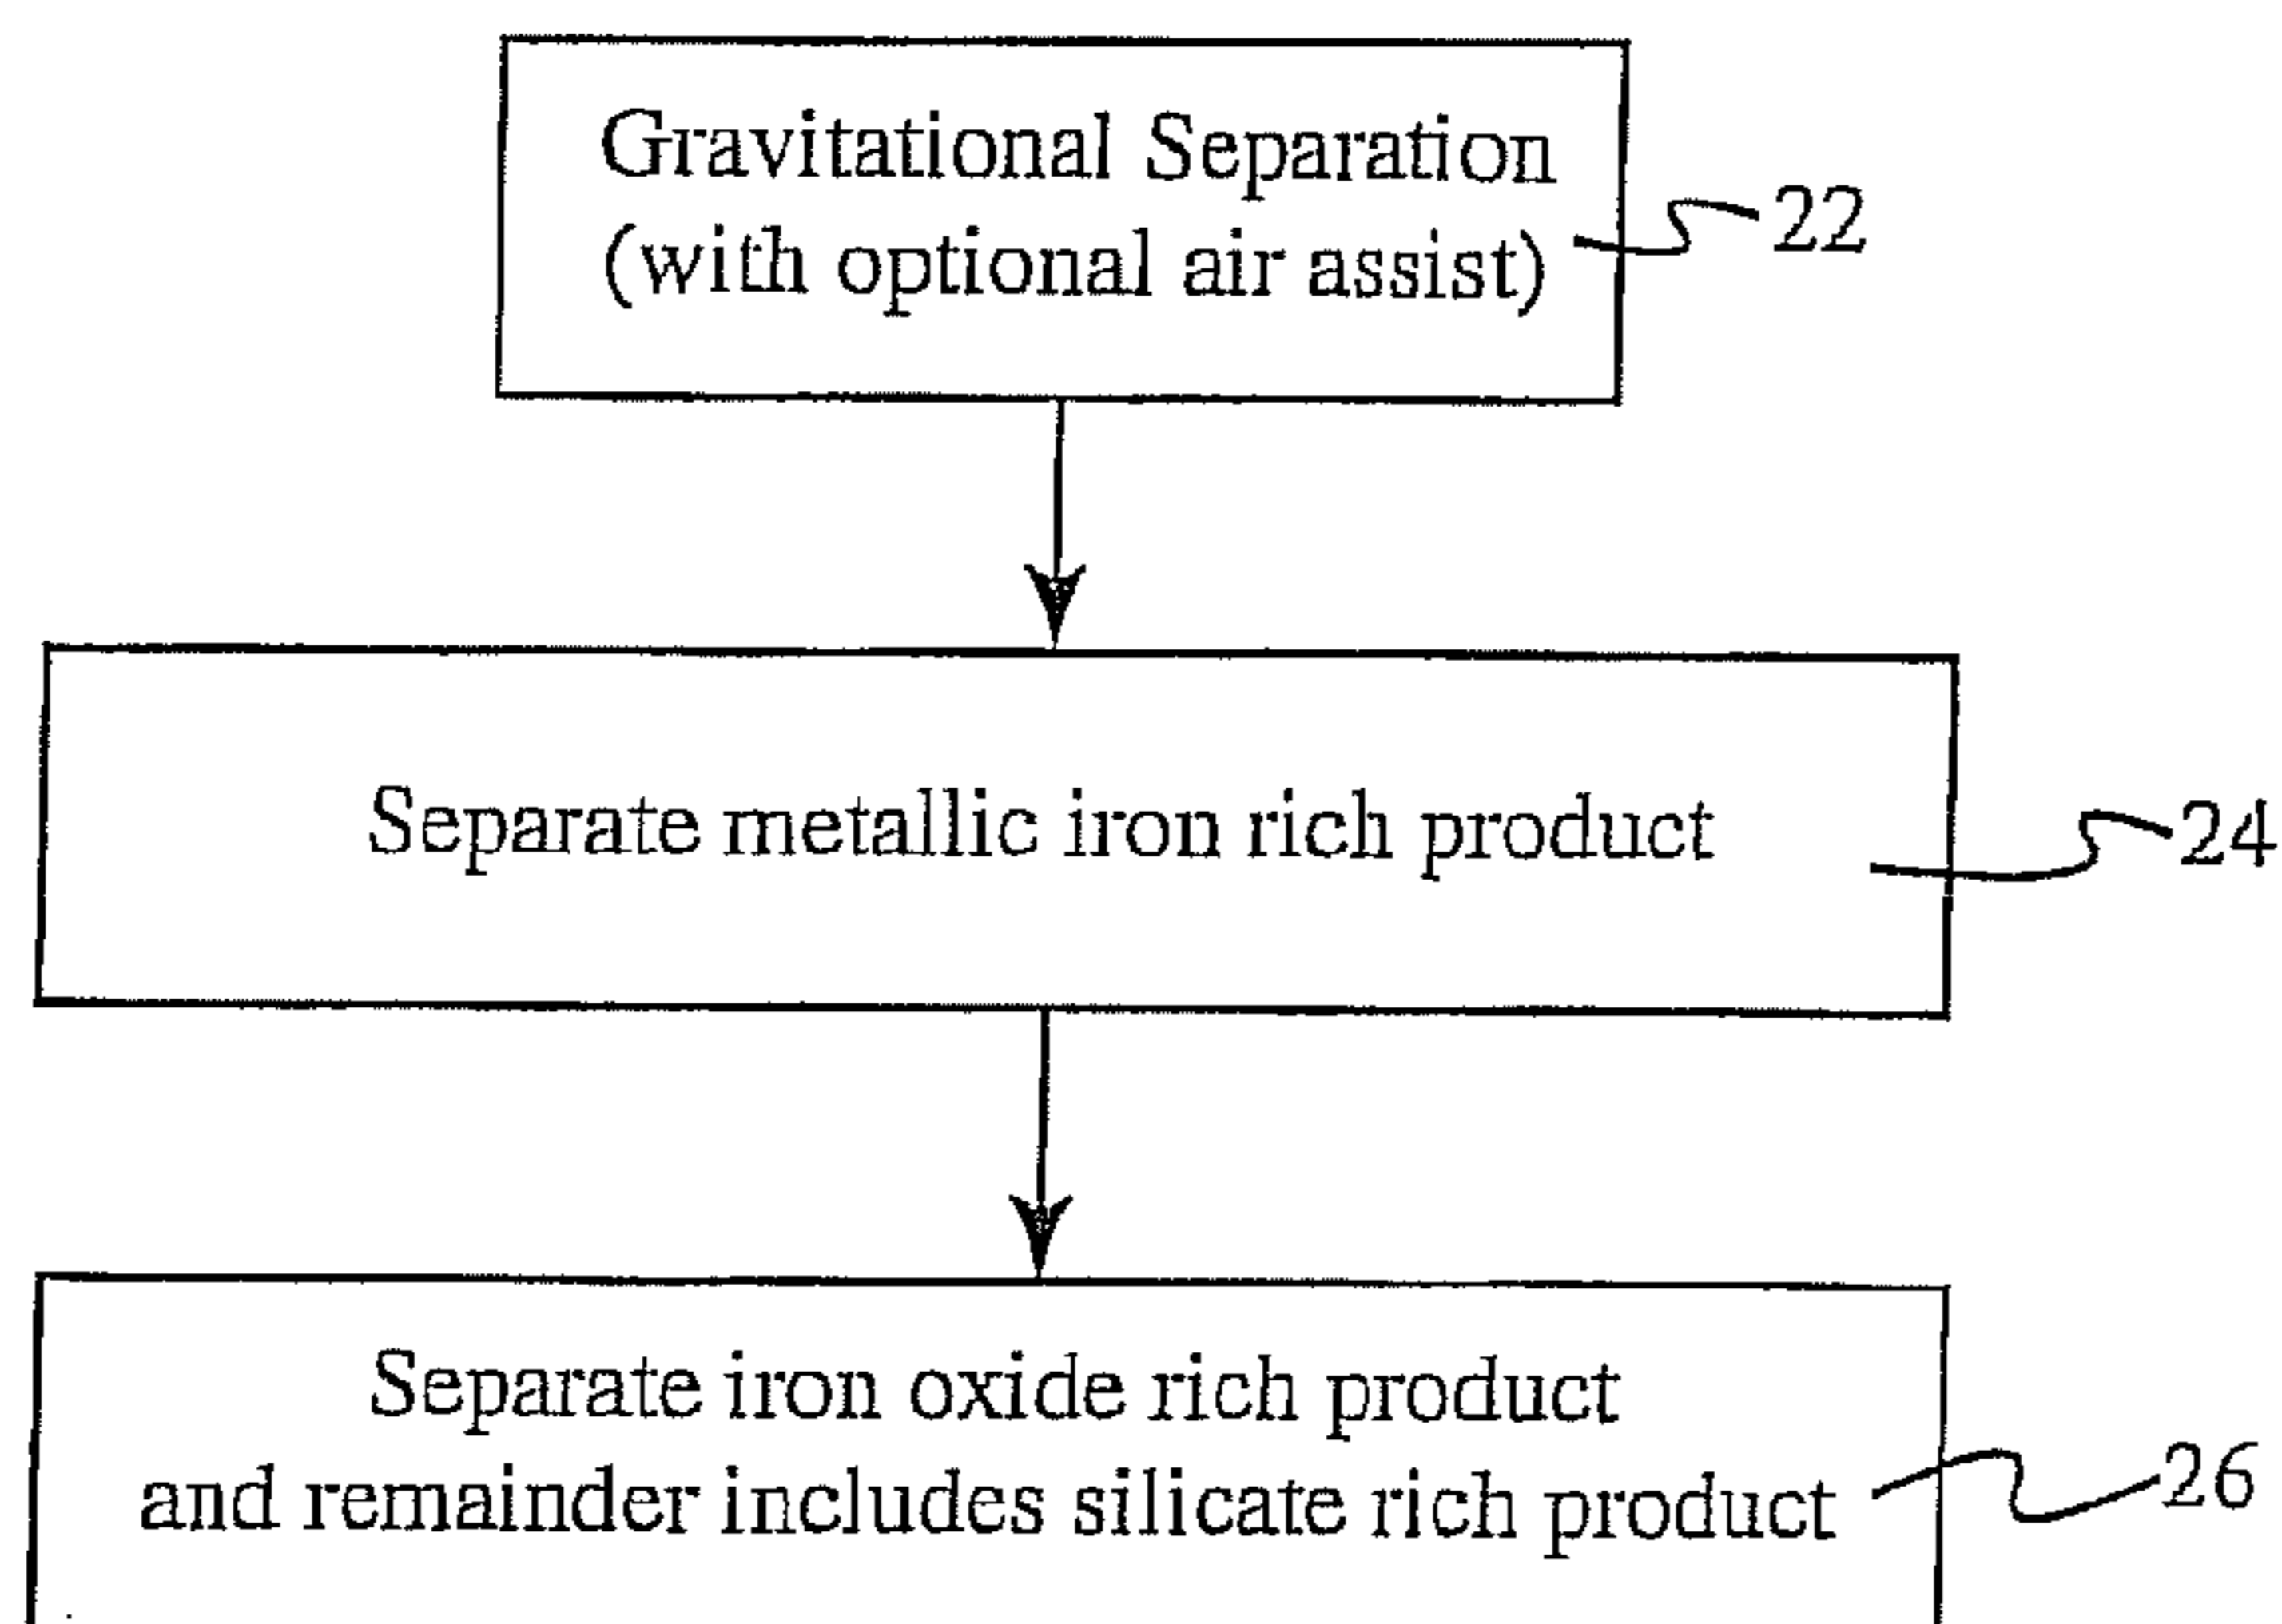 Gravitational Separation
(with optional air assist)
22
Separate metallic iron rich product
24
Separate iron oxide rich product
and remainder includes silicate rich product
26